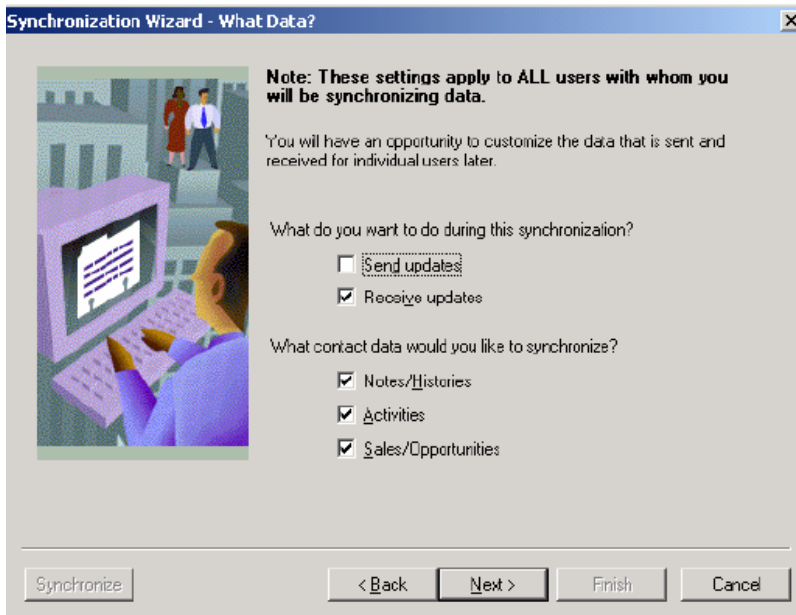 Synchronization Wizard - What Data?
Note: These settings apply to ALL users with whom you
will be synchronizing data.
You will have an opportunity to customize the data that is sent and
received for individual users later.
What do you want to do during this synchronization?
Send updates
Receive updates
What contact data would you like to synchronize?
Notes/Histories
Activities
Sales/Opportunities
Synchronize
< Back
Next >
Finish
Cancel